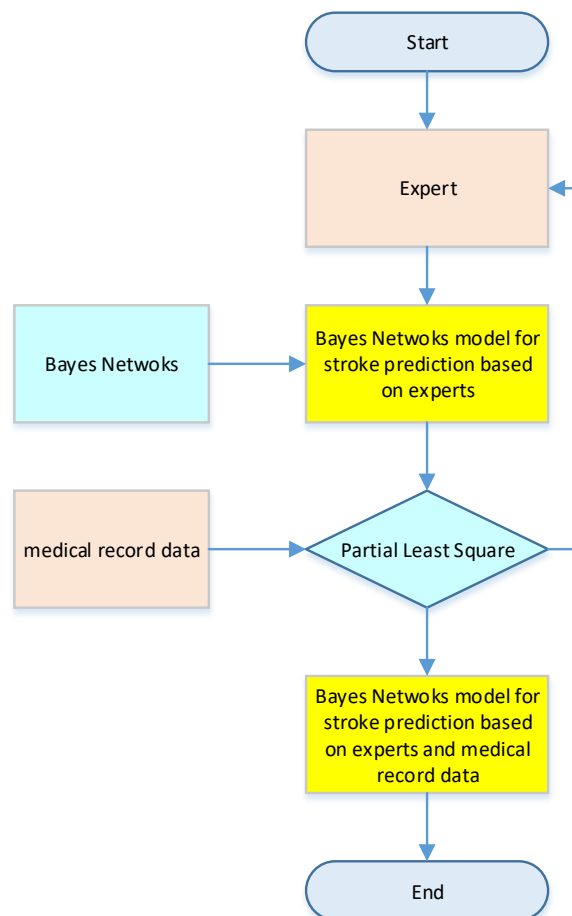 Start
Expert
Bayes Netwoks
Bayes Netwoks model for
stroke prediction based
on experts
medical record data
Partial Least Square
Bayes Netwoks model for
stroke prediction based
on experts and medical
record data
End